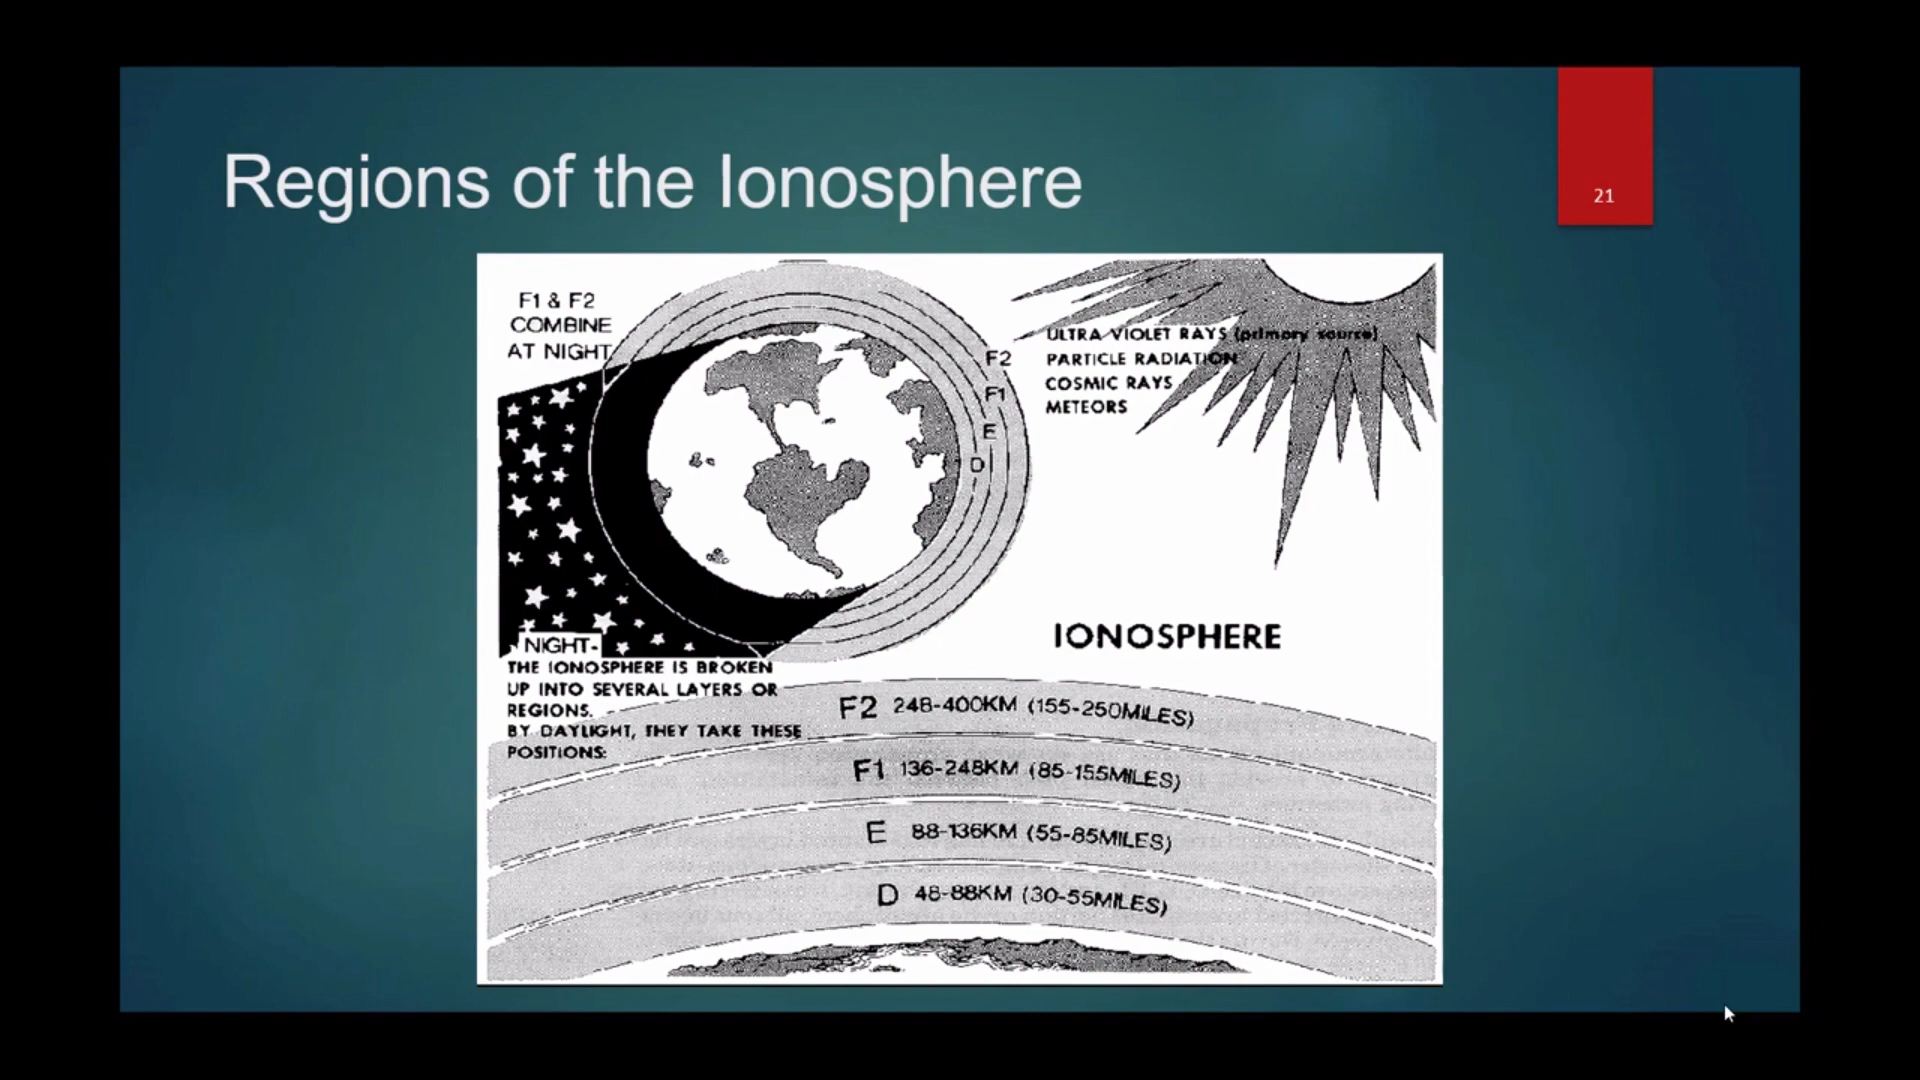 Regions of the Ionosphere
21
F1 & F2
COMBINE
AT NIGHT
ULTRA VIOLET RAYS (primary source)
PARTICLE RADIATION
COSMIC RAYS
METEORS
F2
F1
E
D
IONOSPHERE
NIGHT-
THE IONOSPHERE IS BROKEN
UP INTO SEVERAL LAYERS OR
REGIONS.
BY DAYLIGHT, THEY TAKE THESE
POSITIONS:
F2 248-400KM (155-250MILES)
F1 136-248KM (85-155MILES)
E 88-136KM (55-85MILES)
D 48-88KM (30-55MILES)